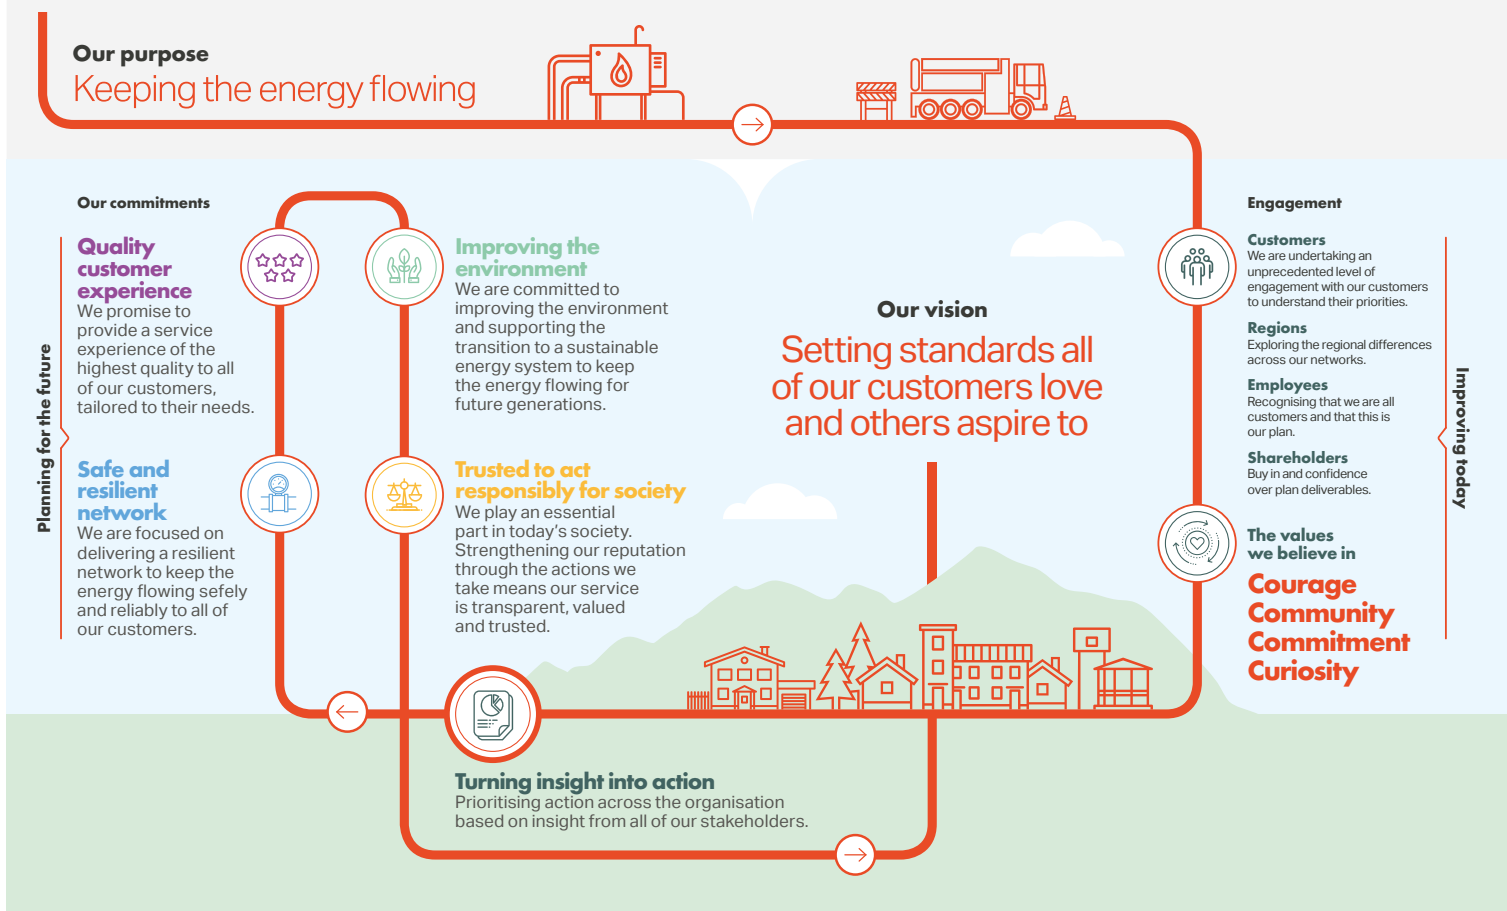 Our purpose
Keeping the energy flowing
Our commitments
Planning for the future
Quality
customer
experience
We promise to
provide a service
experience of the
highest quality to all
of our customers,
tailored to their needs.
Safe and
resilient
network
We are focused on
delivering a resilient
network to keep the
energy flowing sefely
and reliably to all of
our customers.
Improving the
environment
We are committed to
improving the environment
and supporting the
transition to a sustainable
energy system to keep
the energy flowing for
future generations.
Trusted to act
responsibly for society
We play an essential
part in today’s society.
Strengthening our reputation
through the actions we
take means our service
is transparent, valued
and trusted.
Turning insight into action
Prioritising action across the organisation
based on insight from all of our stakeholders.
Our vision
Setting standards all
of our customers love
and others aspire to
Engagement
Customers
We are undertaking an
unprecedented level of
engagement with our customers
to understand their priorities.
Regions
Exploring the regional differences
across our networks.
Employees
Recognising that we are all
customers and that this is
our plan.
Shareholders
Buy in and confidence
over plan deliverables.
The values
we believe in
Courage
Community
Commitment
Curiosity
Improving today